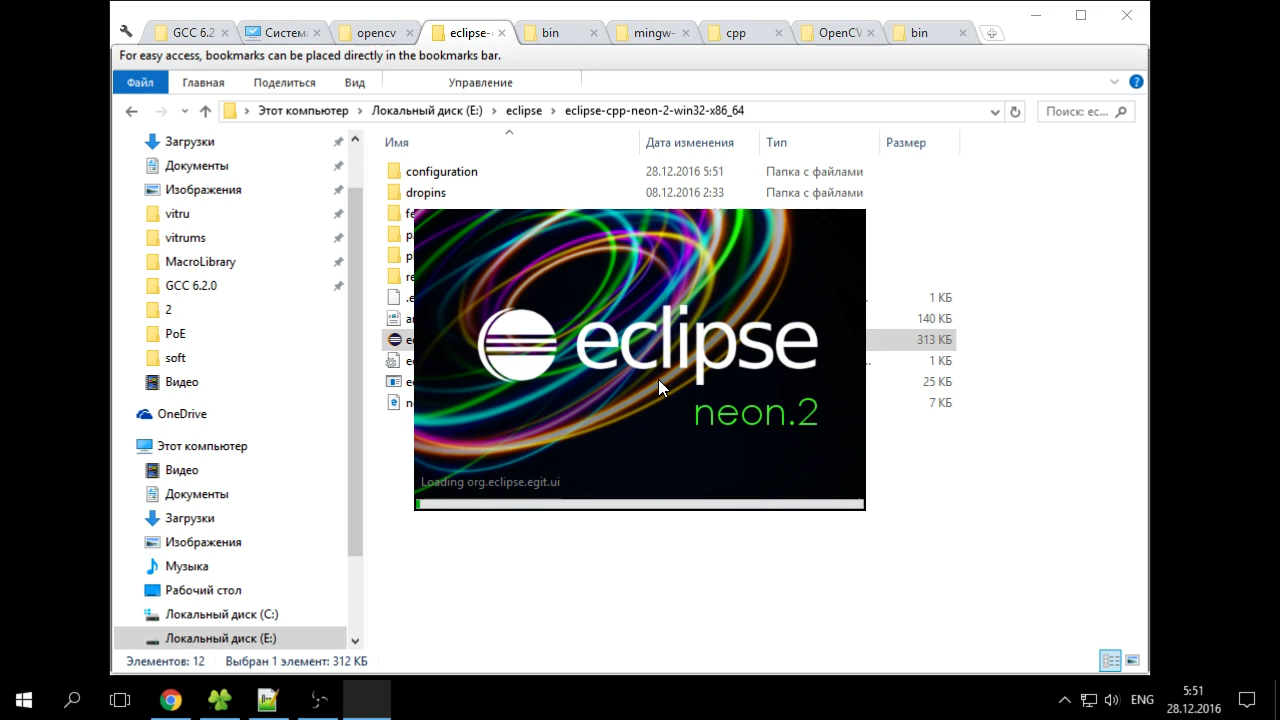 GCC 6.2
Систем
opencv
eclipse-
bin
mingw-
cpp
OpenCV
bin
For easy access, bookmarks can be placed directly in the bookmarks bar.
Файл
Главная
Поделиться
Вид
Управление
Этот компьютер
Локальный диск (E:)
eclipse
eclipse-cpp-neon-2-win32-x86_64
Поиск: ec...
Имя
Дата изменения
Тип
Размер
configuration 28.12.2016 5:51 Папка с файлами
dropins 08.12.2016 2:33 Папка с файлами
1 КБ
140 КБ
313 КБ
1 КБ
25 КБ
7 КБ
eclipse
neon.2
Loading org.eclipse.egit.ui
Загрузки
Документы
Изображения
vitru
vitrums
MacroLibrary
GCC 6.2.0
2
PoE
soft
Видео
OneDrive
Этот компьютер
Видео
Документы
Загрузки
Изображения
Музыка
Рабочий стол
Локальный диск (C:)
Локальный диск (E:)
Элементов: 12
Выбран 1 элемент: 312 КБ
ENG
5:51
28.12.2016